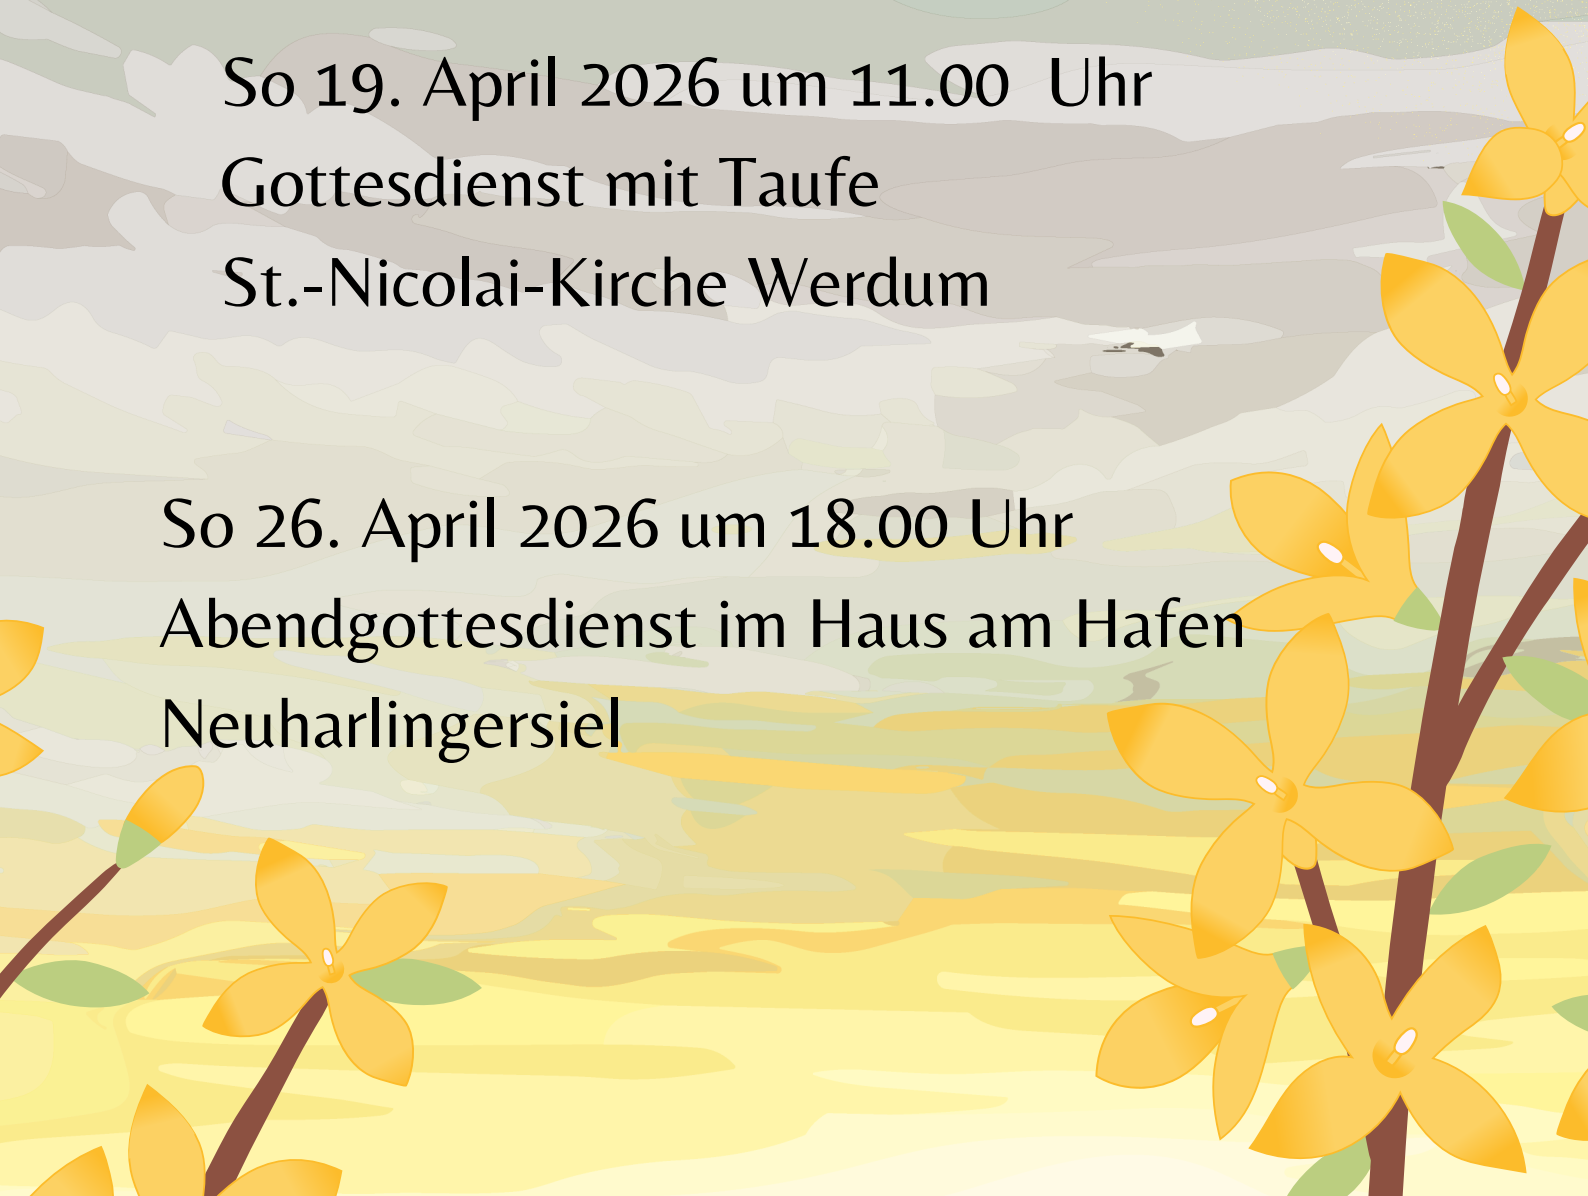 So 19. April 2026 um 11.00 Uhr
Gottesdienst mit Taufe
St.-Nicolai-Kirche Werdum
So 26. April 2026 um 18.00 Uhr
Abendgottesdienst im Haus am Hafen
Neuharlingersiel